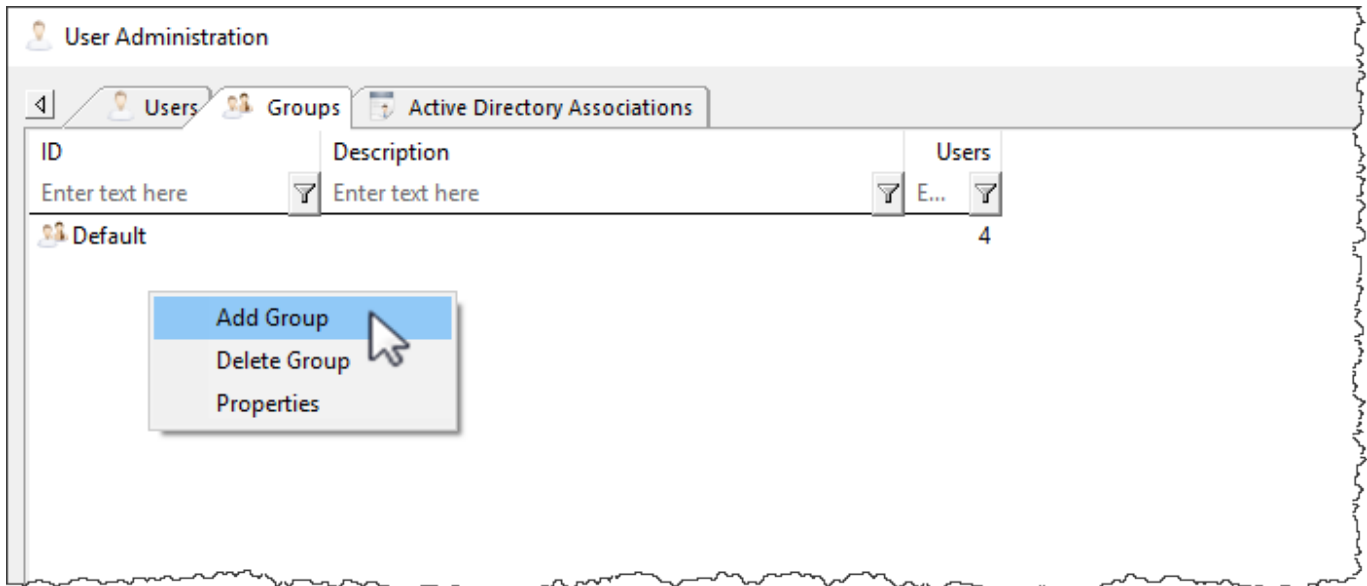 User Administration
Users Groups Active Directory Associations
ID Description Users
Enter text here Enter text here E...
Default 4
Add Group
Delete Group
Properties